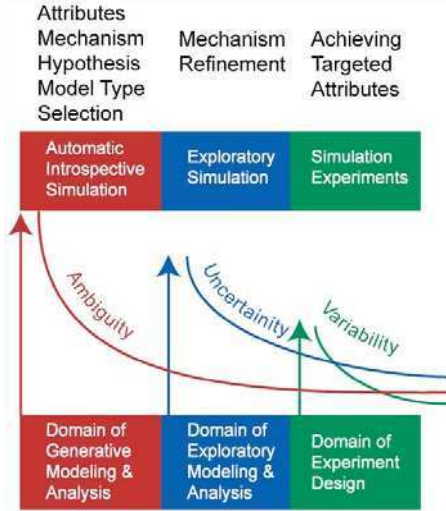 Attributes
Mechanism
Hypothesis
Model Type
Selection
Mechanism
Refinement
Achieving
Targeted
Attributes
Automatic
Introspective
Simulation
Exploratory
Simulation
Simulation
Experiments
Ambiguity
Uncertainity
Variability
Domain of
Generative
Modeling &
Analysis
Domain of
Exploratory
Modeling &
Analysis
Domain of
Experiment
Design